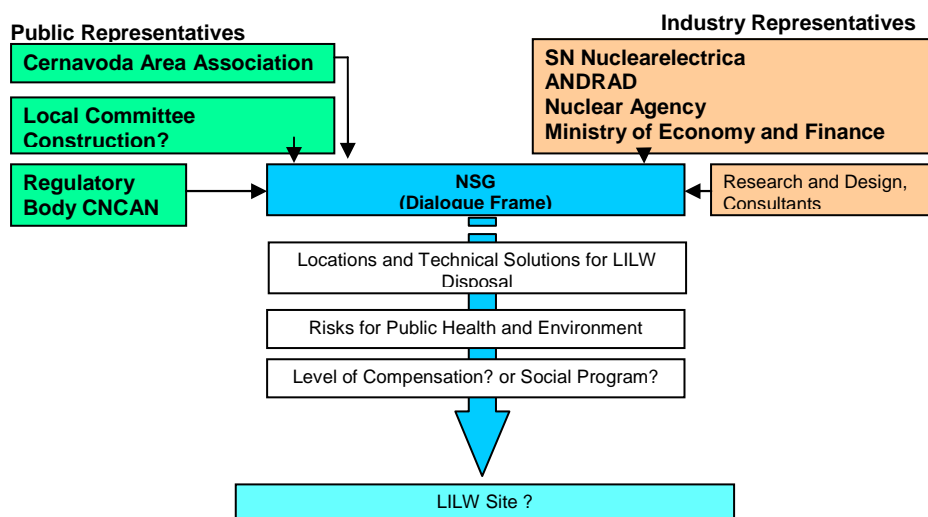 Public Representatives
Industry Representatives
Cernavoda Area Association
SN Nuclearelectrica
ANDRAD
Nuclear Agency
Ministry of Economy and Finance
Local Committee
Construction?
Regulatory
Body CNCAN
NSG
(Dialogue Frame)
Research and Design,
Consultants
Locations and Technical Solutions for LILW
Disposal
Risks for Public Health and Environment
Level of Compensation? or Social Program?
LILW Site ?